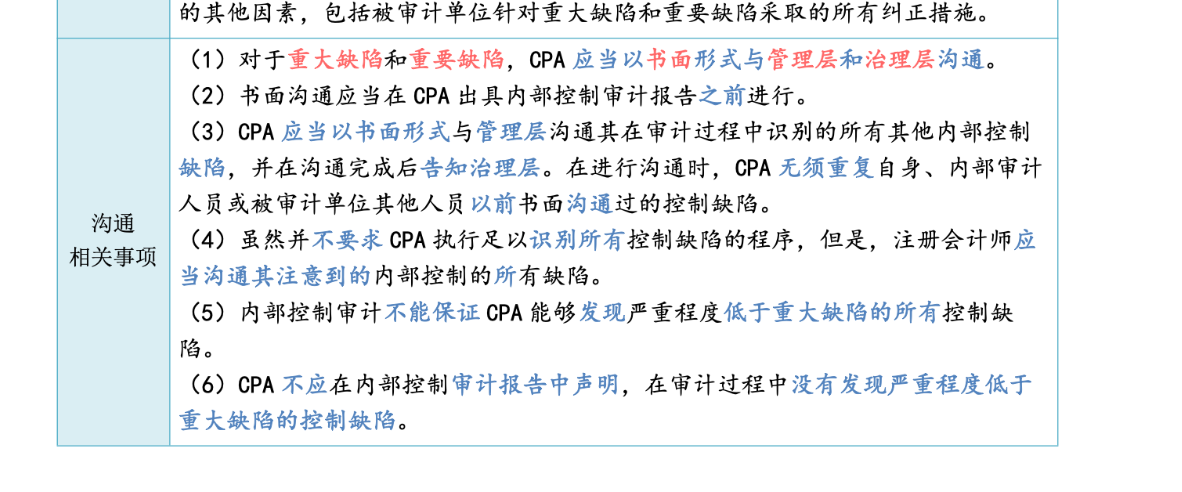 的其他因素，包括被审计单位针对重大缺陷和重要缺陷采取的所有纠正措施。
沟通
相关事项
（1）对于重大缺陷和重要缺陷，CPA 应当以书面形式与管理层和治理层沟通。
（2）书面沟通应当在 CPA 出具内部控制审计报告之前进行。
（3）CPA 应当以书面形式与管理层沟通其在审计过程中识别的所有其他内部控制
缺陷，并在沟通完成后告知治理层。在进行沟通时，CPA 无须重复自身、内部审计
人员或被审计单位其他人员以前书面沟通过的控制缺陷。
（4）虽然并不要求 CPA 执行足以识别所有控制缺陷的程序，但是，注册会计师应
当沟通其注意到的内部控制的所有缺陷。
（5）内部控制审计不能保证 CPA 能够发现严重程度低于重大缺陷的所有控制缺
陷。
（6）CPA 不应在内部控制审计报告中声明，在审计过程中没有发现严重程度低于
重大缺陷的控制缺陷。